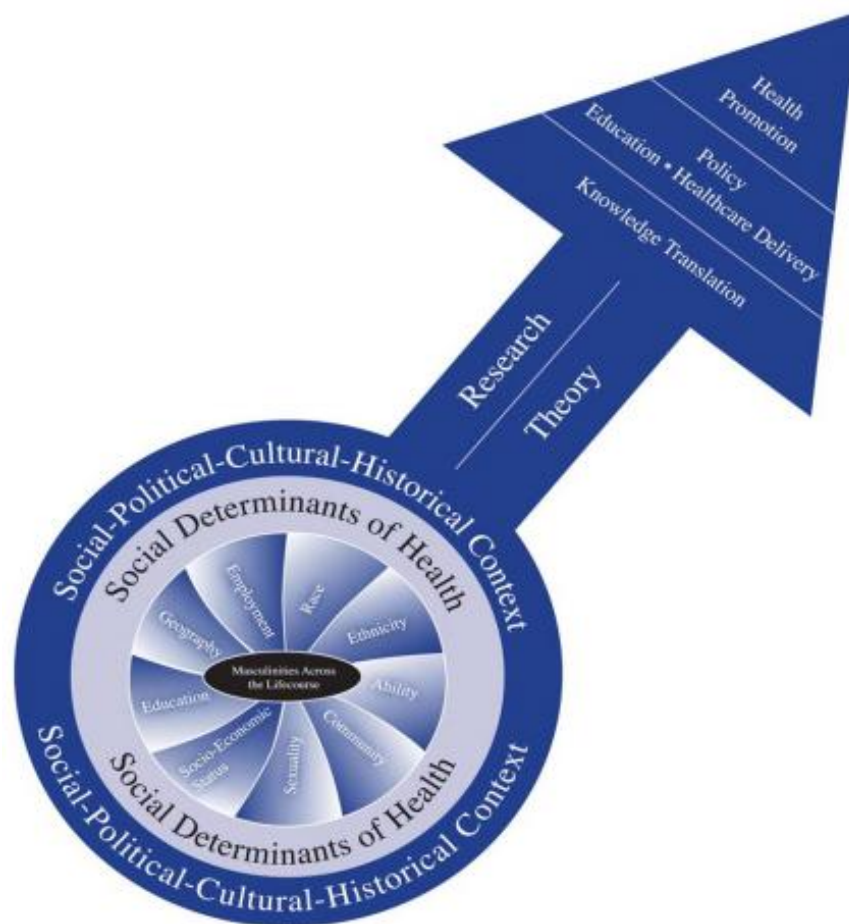 Health
Promotion
Policy
Education • Healthcare Delivery
Knowledge Translation
Research
Theory
Social-Political-Cultural-Historical Context
Social Determinants of Health
Employment
Race
Geography
Ethnicity
Masculinities Across
the Lifecourse
Education
Ability
Socio-Economic
Status
Sexuality
Community
Social Determinants of Health
Social-Political-Cultural-Historical Context